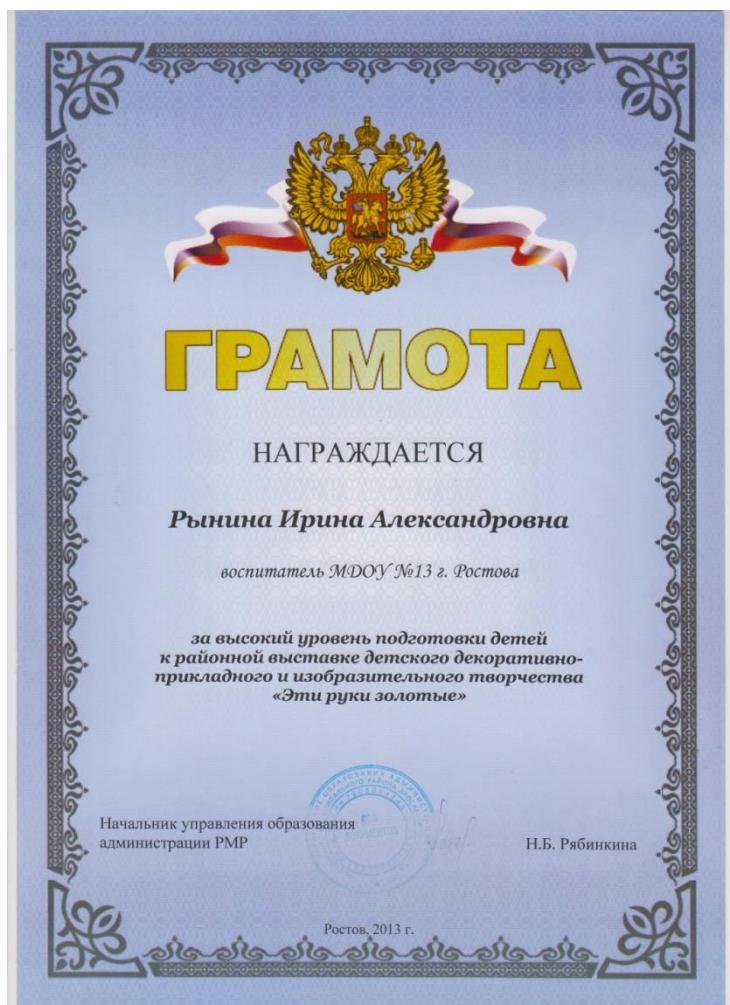 ГРАМОТА
НАГРАЖДАЕТСЯ
Рынина Ирина Александровна
воспитатель МДОУ №13 г. Ростова
за высокий уровень подготовки детей
к районной выставке детского декоративно-
прикладного и изобразительного творчества
«Эти руки золотые»
Начальник управления образования
администрации РМР
Н.Б. Рябинкина
Ростов, 2013 г.